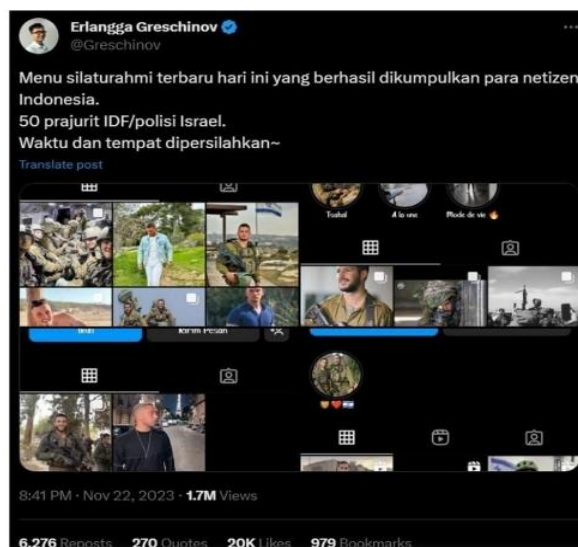 Erlangga Greschinov
@Greschinov
Menu silaturahmi terbaru hari ini yang berhasil dikumpulkan para netizen
Indonesia.
50 prajurit IDF/polisi Israel.
Waktu dan tempat dipersilahkan~
Translate post
Tsahal A la une Mode de vie 🔥
Kirim Pesan
8:41 PM · Nov 22, 2023 · 1.7M Views
6,276 Reposts 270 Quotes 20K Likes 979 Bookmarks